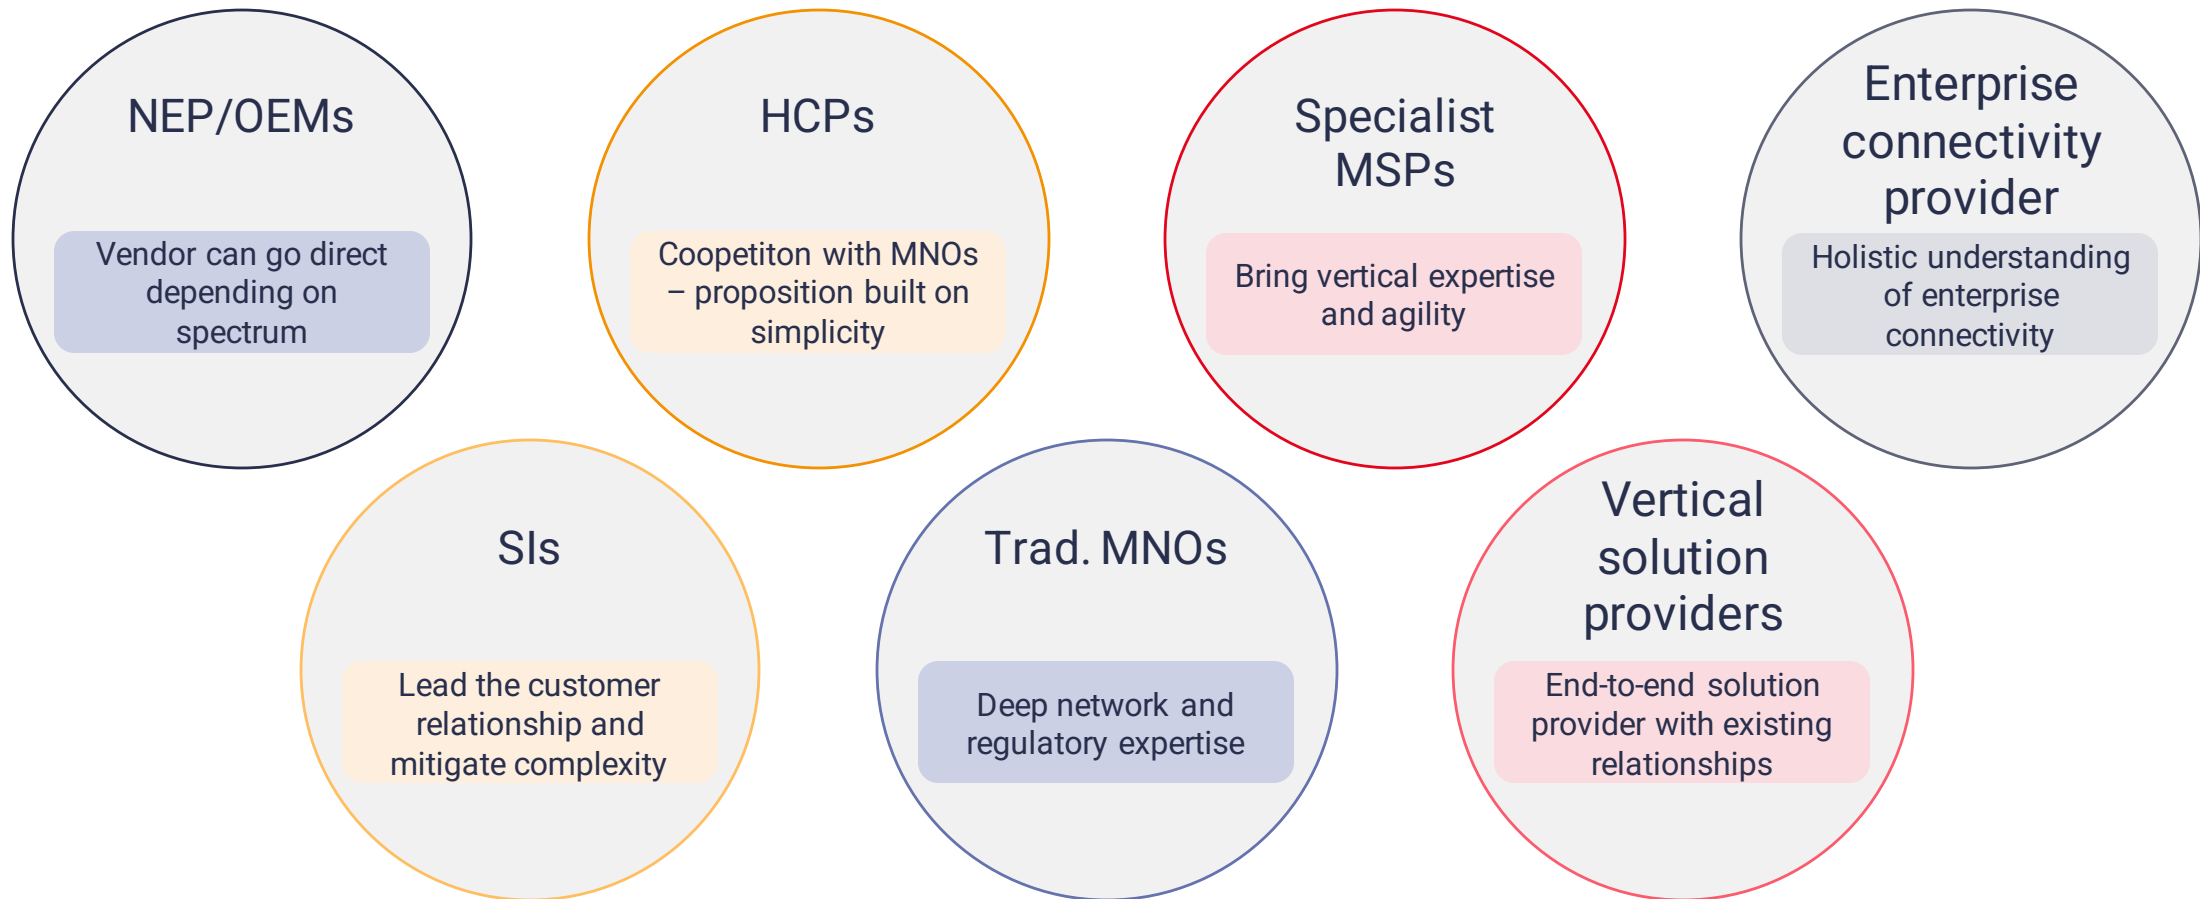 NEP/OEMs
Vendor can go direct
depending on
spectrum
HCPs
Coopetiton with MNOs
– proposition built on
simplicity
Specialist
MSPs
Bring vertical expertise
and agility
Enterprise
connectivity
provider
Holistic understanding
of enterprise
connectivity
SIs
Lead the customer
relationship and
mitigate complexity
Trad. MNOs
Deep network and
regulatory expertise
Vertical
solution
providers
End-to-end solution
provider with existing
relationships